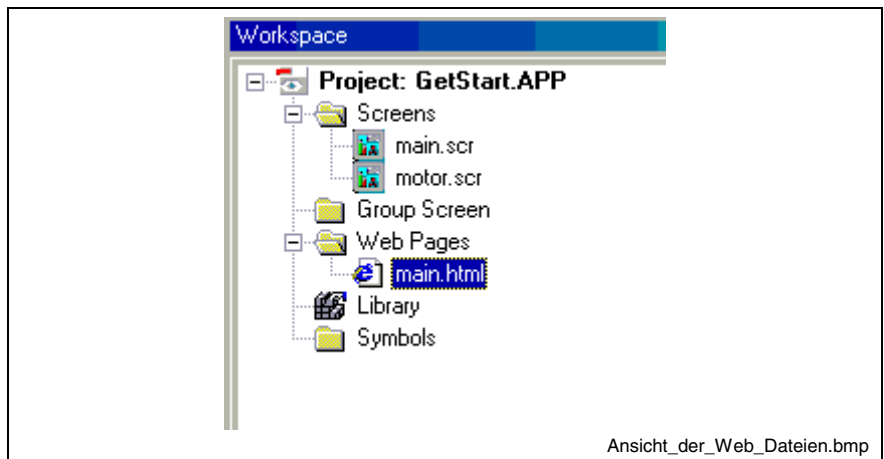 Workspace
Project: GetStart.APP
Screens
main.scr
motor.scr
Group Screen
Web Pages
main.html
Library
Symbols
Ansicht_der_Web_Dateien.bmp